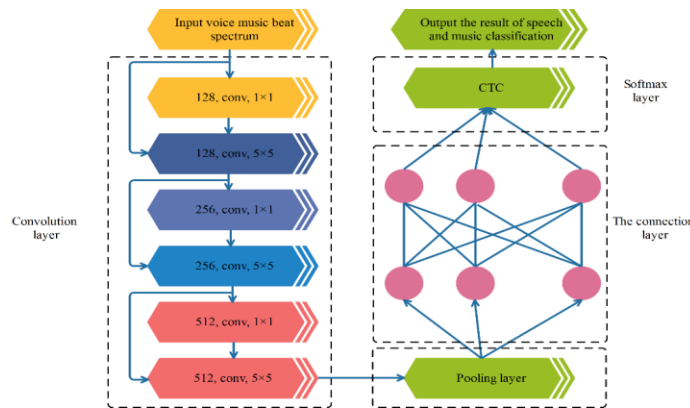 Input voice music beat
spectrum
128, conv, 1×1
128, conv, 5×5
256, conv, 1×1
Convolution
layer
256, conv, 5×5
512, conv, 1×1
512, conv, 5×5
Output the result of speech
and music classification
CTC
Softmax
layer
The connection
layer
Pooling layer